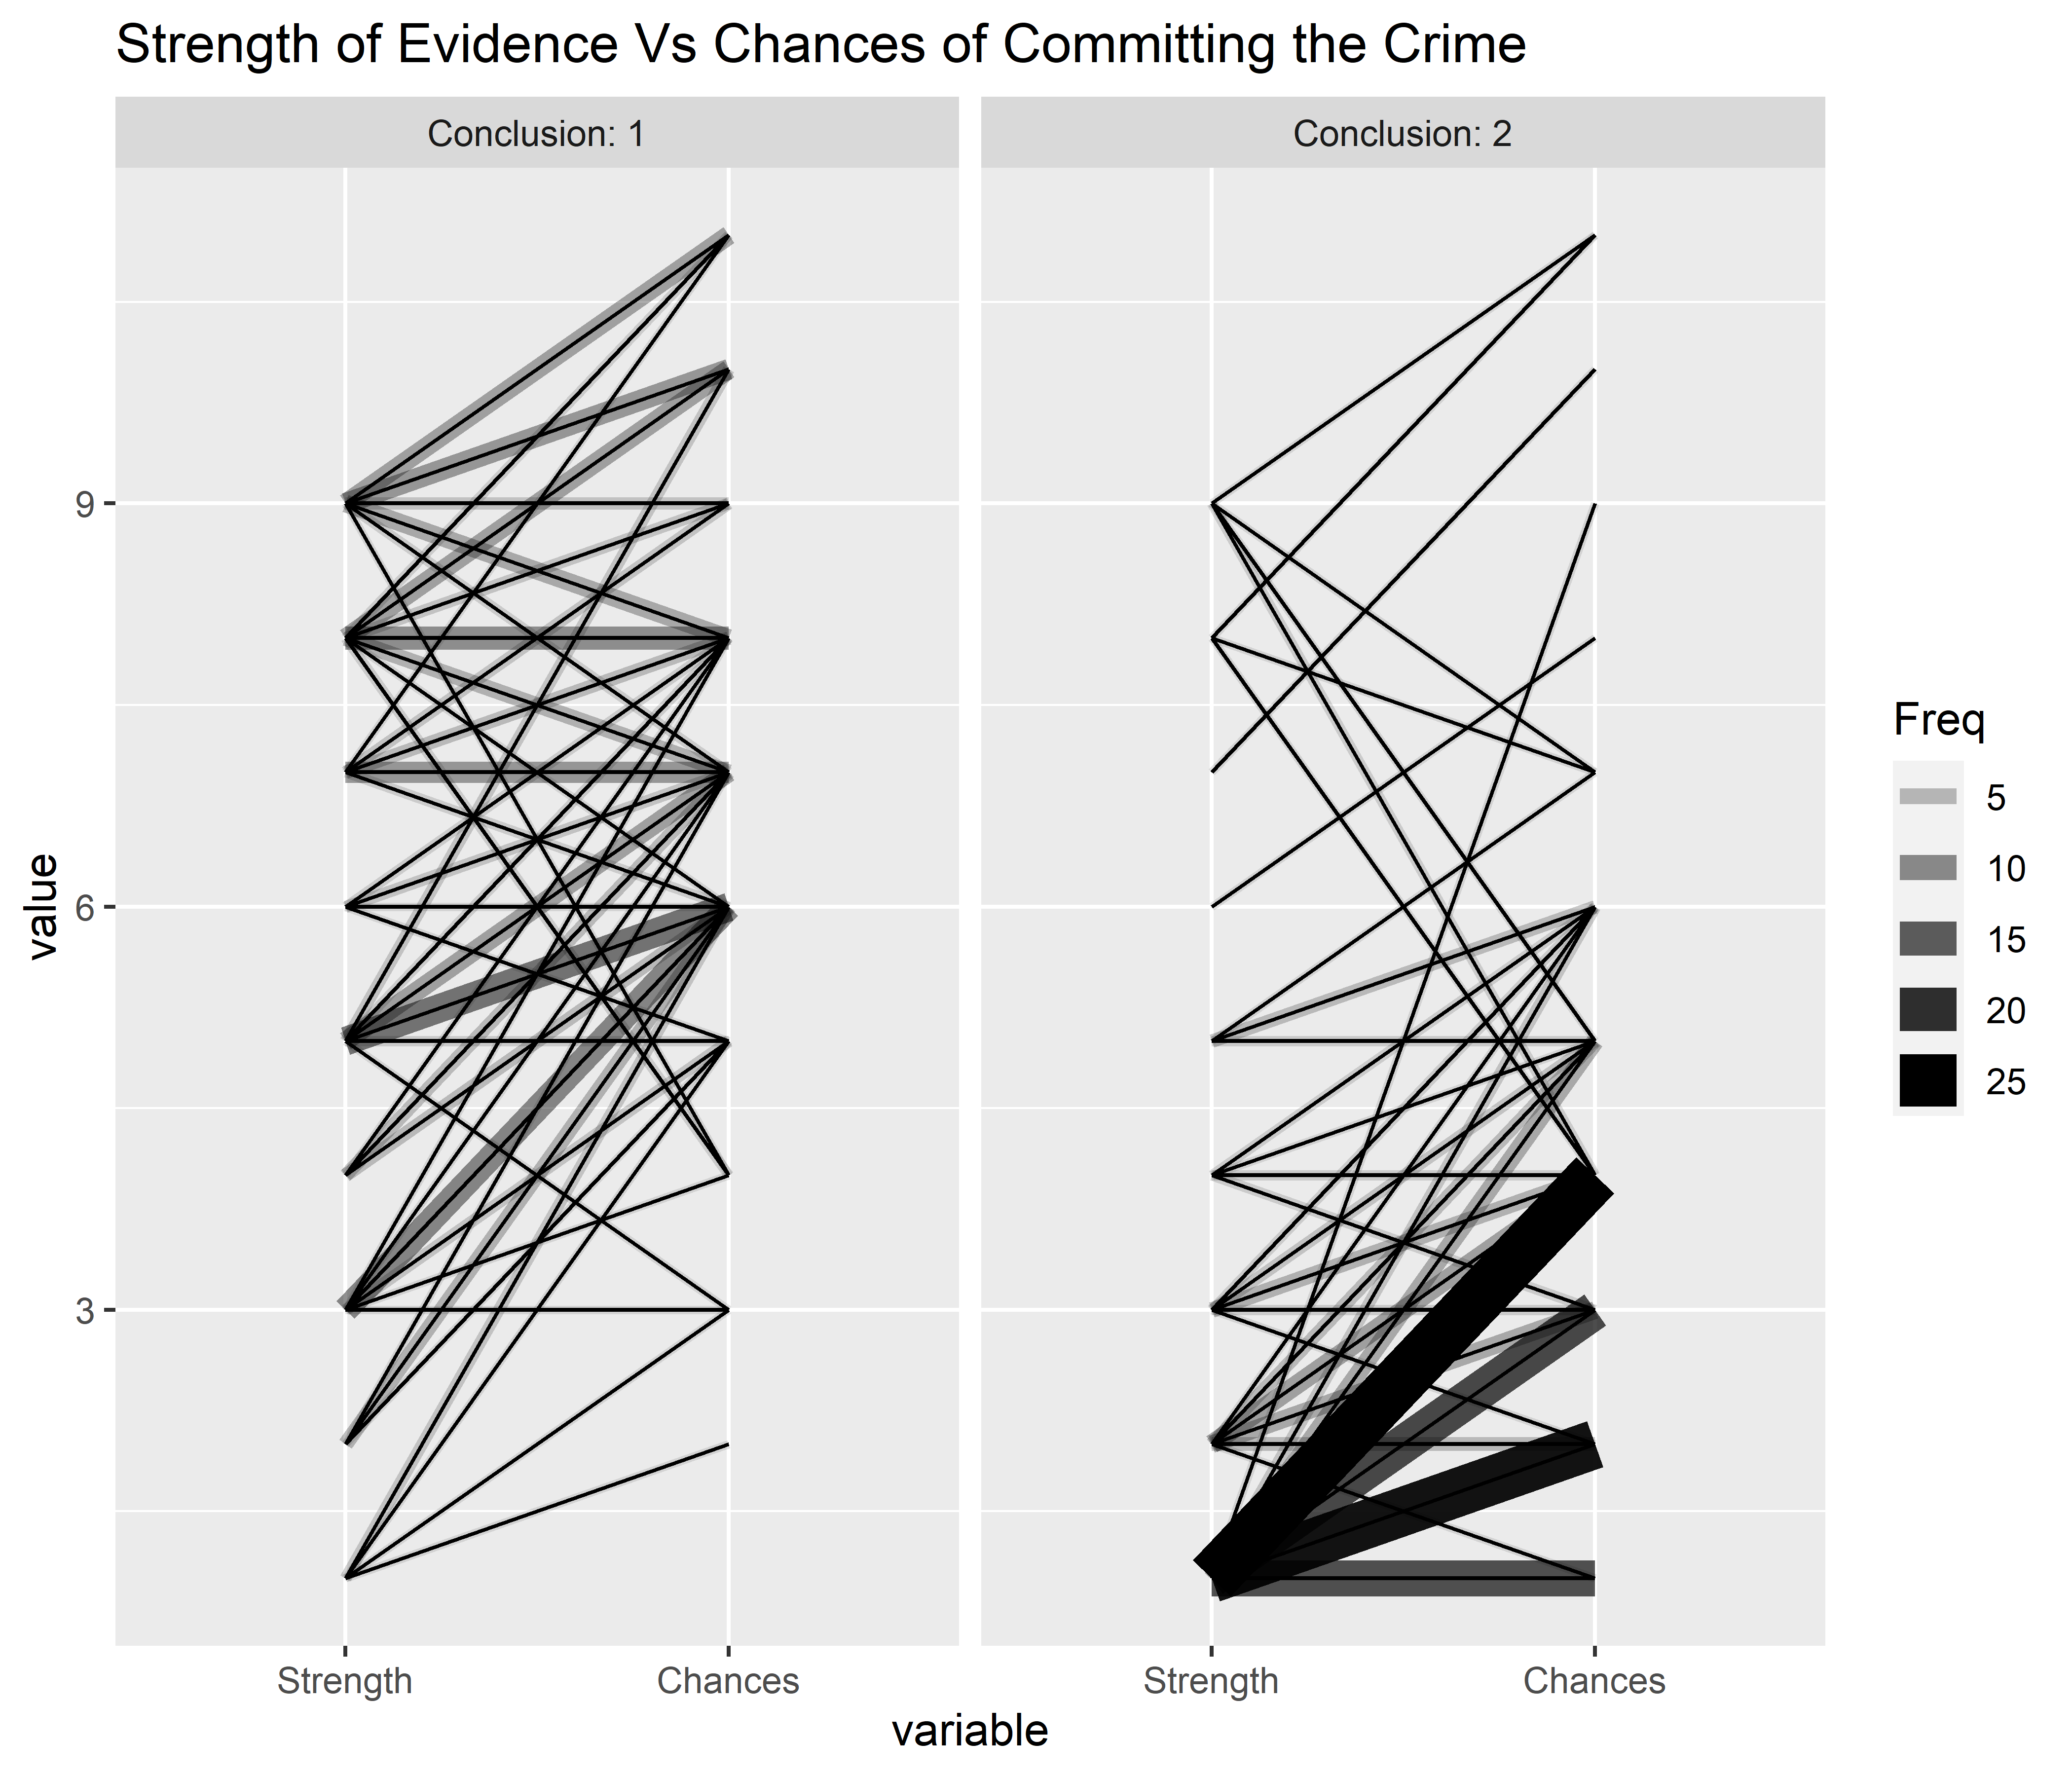 Strength of Evidence Vs Chances of Committing the Crime
Conclusion: 1
Conclusion: 2
value
9
6
3
Strength
Chances
Strength
Chances
variable
Freq
5
10
15
20
25